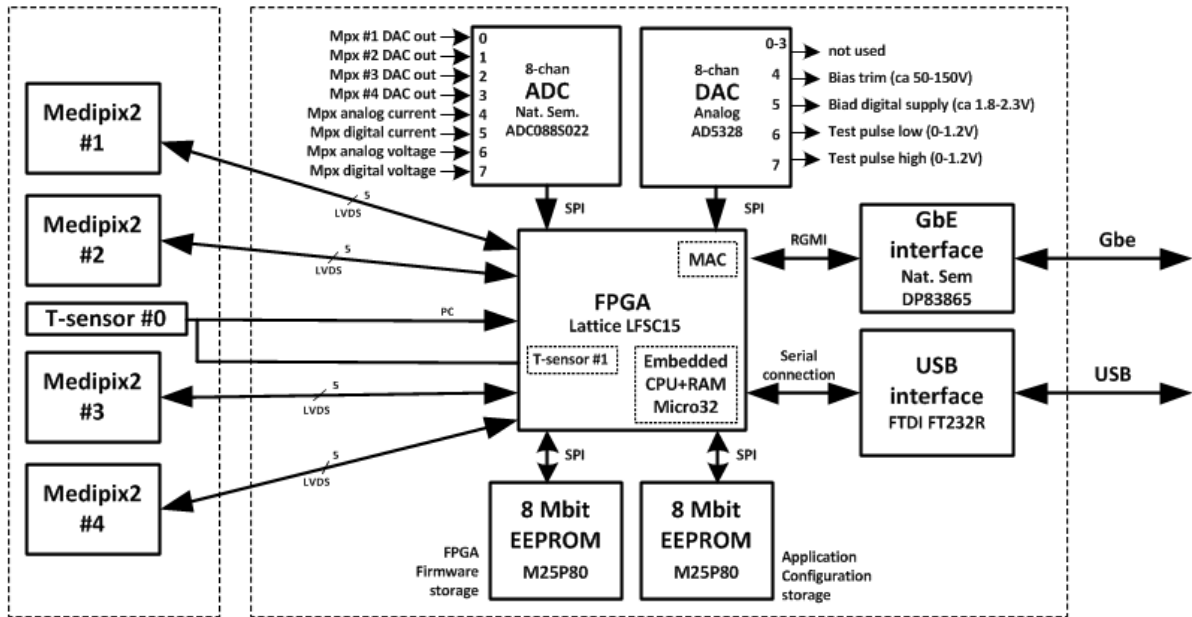 Medipix2
#1
Medipix2
#2
T-sensor #0
Medipix2
#3
Medipix2
#4
5
LVDS
5
LVDS
PC
5
LVDS
5
LVDS
Mpx #1 DAC out
0
Mpx #2 DAC out
1
Mpx #3 DAC out
2
Mpx #4 DAC out
3
Mpx analog current
4
Mpx digital current
5
Mpx analog voltage
6
Mpx digital voltage
7
8-chan
ADC
Nat. Sem.
ADC088S022
8-chan
DAC
Analog
AD5328
0-3
not used
4
Bias trim (ca 50-150V)
5
Biad digital supply (ca 1.8-2.3V)
6
Test pulse low (0-1.2V)
7
Test pulse high (0-1.2V)
SPI
SPI
MAC
FPGA
Lattice LFSC15
T-sensor #1
Embedded
CPU+RAM
Micro32
RGMI
GbE
interface
Nat. Sem
DP83865
Gbe
Serial
connection
USB
interface
FTDI FT232R
USB
SPI
SPI
8 Mbit
EEPROM
M25P80
FPGA
Firmware
storage
8 Mbit
EEPROM
M25P80
Application
Configuration
storage